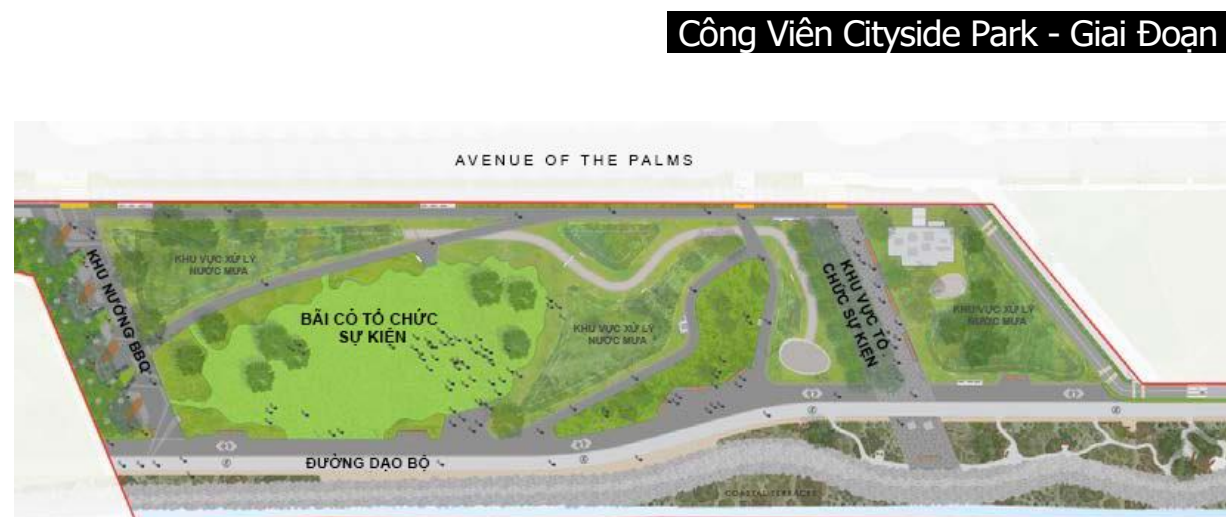 Công Viên Cityside Park - Giai Đoạn
AVENUE OF THE PALMS
KHU NƯỚNG BBQ
KHU VỰC XỬ LÝ
NƯỚC MƯA
BÃI CỎ TỔ CHỨC
SỰ KIỆN
KHU VỰC XỬ LÝ
NƯỚC MƯA
KHU VỰC TỔ
CHỨC SỰ KIỆN
KHU VỰC XỬ LÝ
NƯỚC MƯA
ĐƯỜNG DẠO BỘ
COASTAL TERRACES